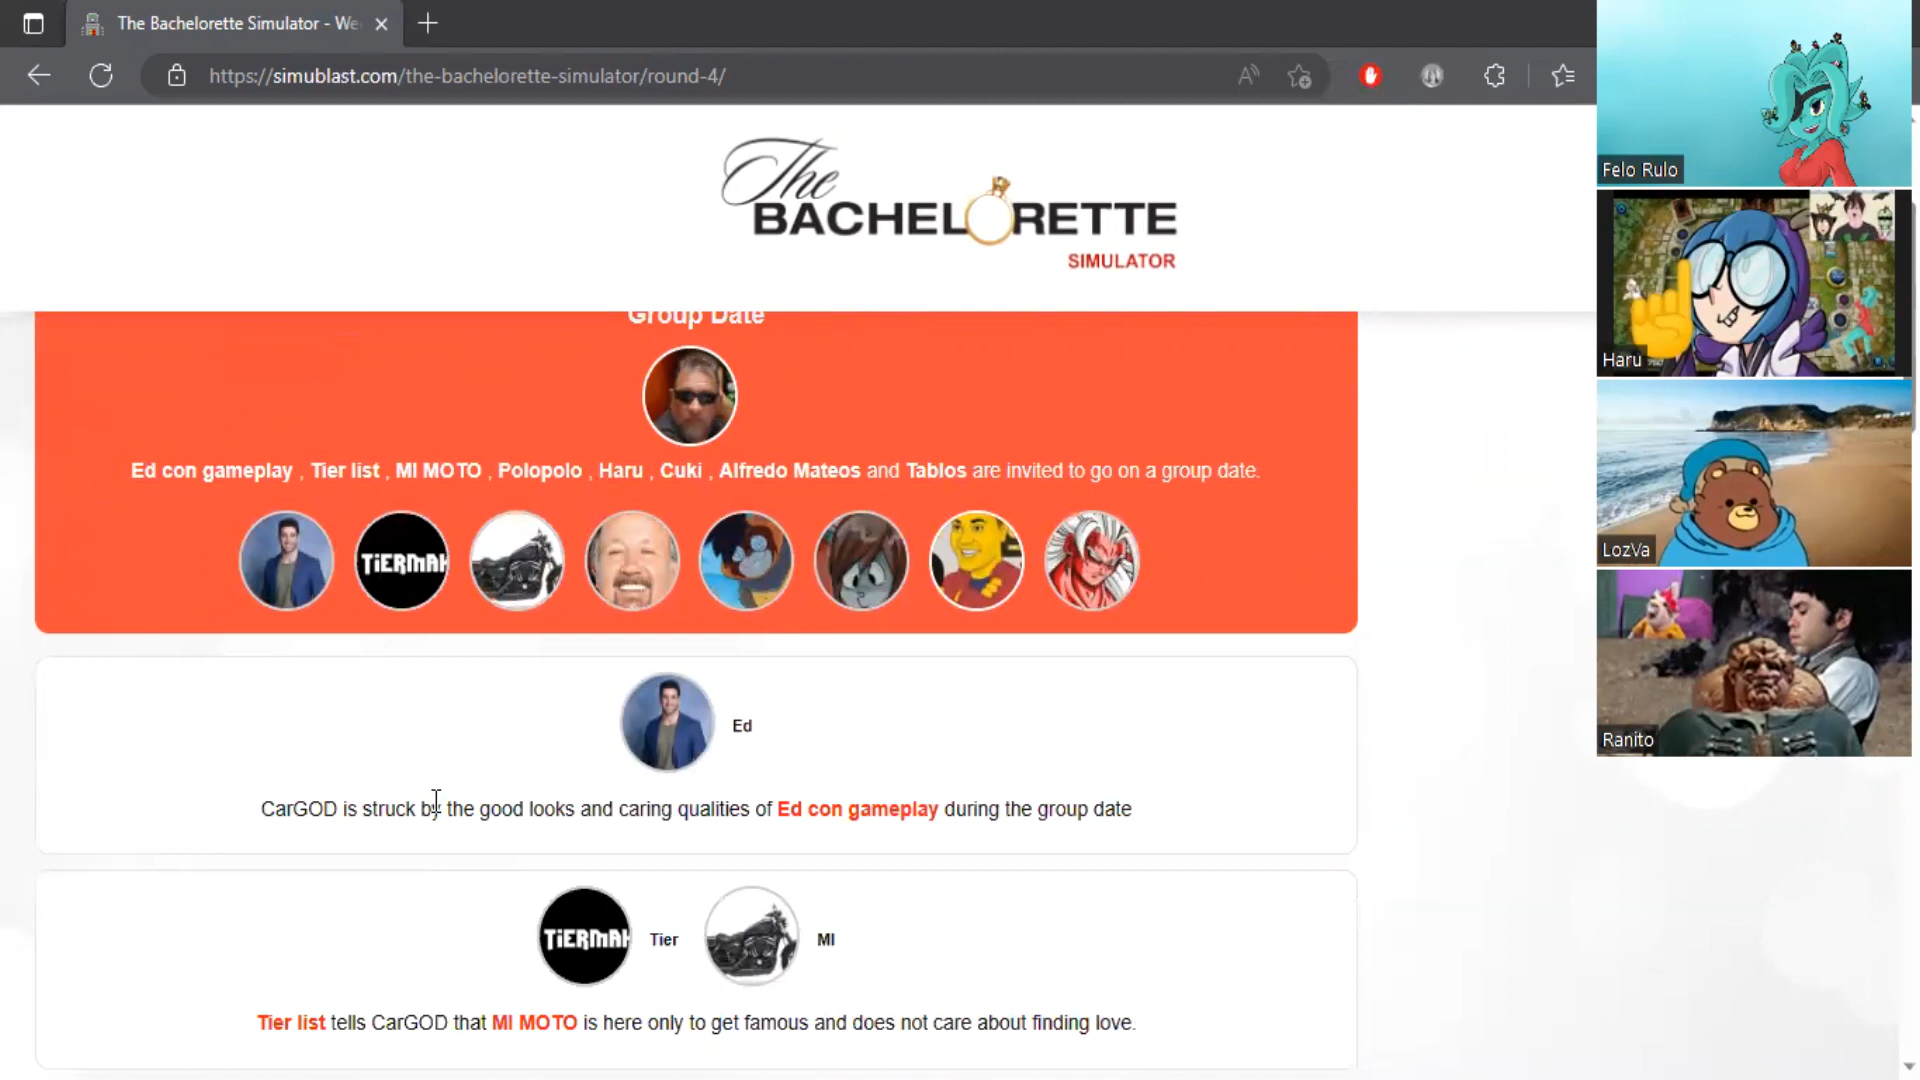 The Bachelorette Simulator - We
https://simublast.com/the-bachelorette-simulator/round-4/
The
BACHELORETTE
SIMULATOR
Group Date
Ed con gameplay , Tier list , MI MOTO , Polopolo , Haru , Cuki , Alfredo Mateos and Tablos are invited to go on a group date.
TiERMAK
Ed
CarGOD is struck by the good looks and caring qualities of Ed con gameplay during the group date
TiERMAK
Tier
MI
Tier list tells CarGOD that MI MOTO is here only to get famous and does not care about finding love.
Felo Rulo
Haru
LozVa
Ranito